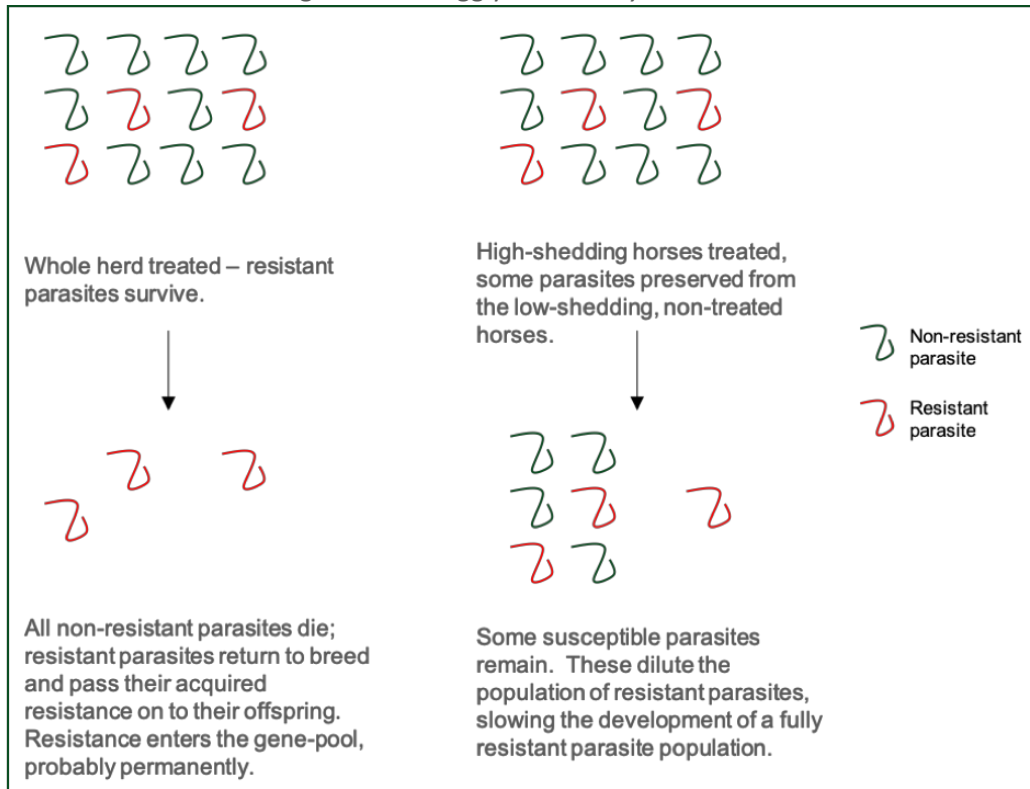 Whole herd treated – resistant
parasites survive.
High-shedding horses treated,
some parasites preserved from
the low-shedding, non-treated
horses.
Non-resistant
parasite
Resistant
parasite
All non-resistant parasites die;
resistant parasites return to breed
and pass their acquired
resistance on to their offspring.
Resistance enters the gene-pool,
probably permanently.
Some susceptible parasites
remain. These dilute the
population of resistant parasites,
slowing the development of a fully
resistant parasite population.